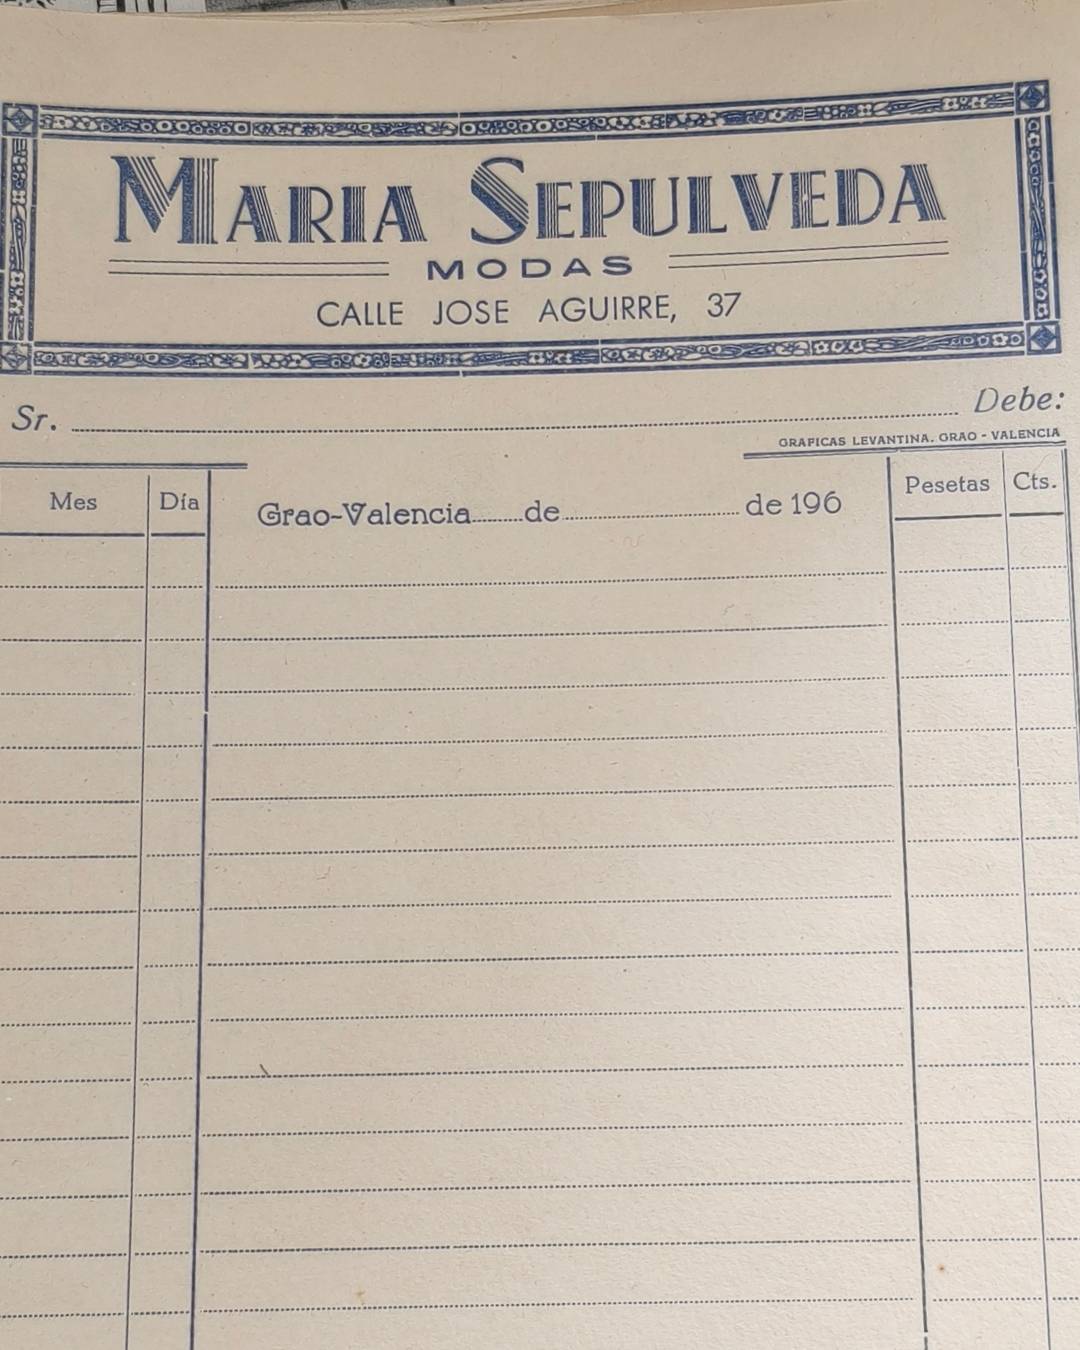 MARIA SEPULVEDA
MODAS
CALLE JOSE AGUIRRE, 37
Sr. Debe:
GRAFICAS LEVANTINA. GRAO - VALENCIA
Mes Día Grao-Valencia........de........................ de 196 Pesetas Cts.